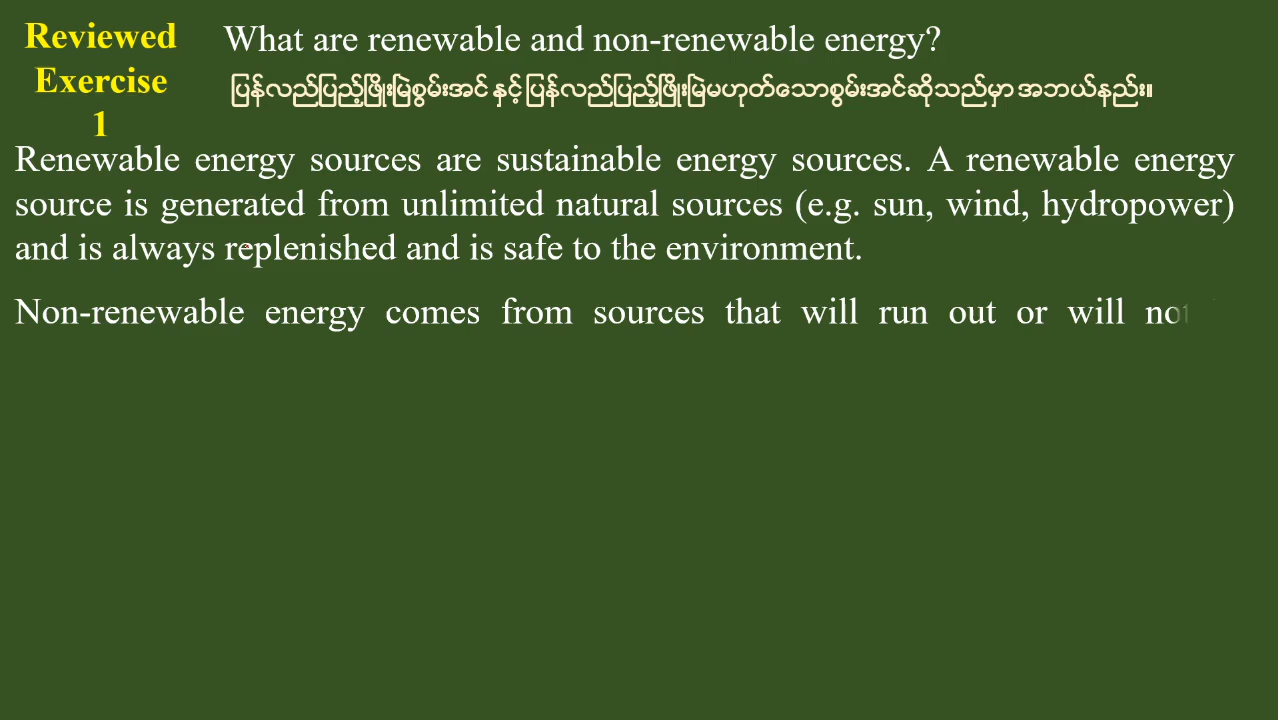 Reviewed
Exercise
1
What are renewable and non-renewable energy?
ပြန်လည်ပြည့်ဖြိုးမြဲစွမ်းအင် နှင့် ပြန်လည်ပြည့်ဖြိုးမြဲမဟုတ်သောစွမ်းအင်ဆိုသည်မှာ အဘယ်နည်း။
Renewable energy sources are sustainable energy sources. A renewable energy
source is generated from unlimited natural sources (e.g. sun, wind, hydropower)
and is always replenished and is safe to the environment.
Non-renewable energy comes from sources that will run out or will not